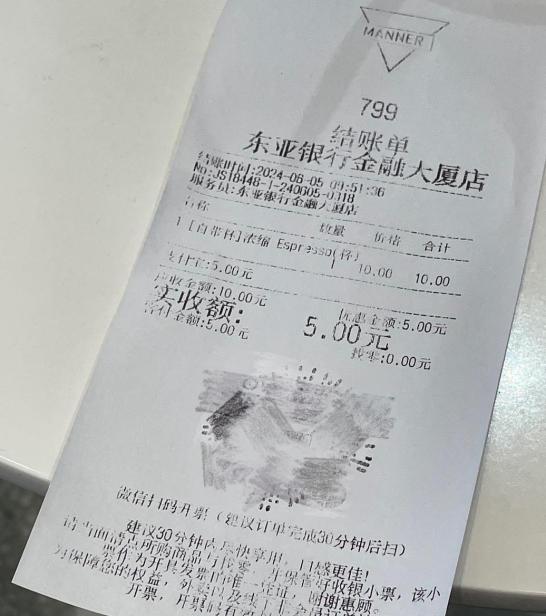 MANNER
799
结账单
东亚银行金融大厦店
结账时间:2024-06-05 09:51:36
No:JS18448-1-240605-0318
服务员:东亚银行金融大厦店
名称 数量 价格 合计
1 [自带杯]浓缩 Espresso(杯) 10.00 10.00
支付宝:5.00元
应收金额:10.00元 优惠金额:5.00元
实收额: 5.00元
客付金额:5.00元 找零:0.00元
微信扫码开票（建议订单完成30分钟后扫）
建议30分钟内尽快享用，口感更佳!
请当面清点所购商品与找零，并保管好收银小票，该小
票作为开具发票的唯一凭证，谢谢惠顾。
为保障您的权益，
开票，开票码有效